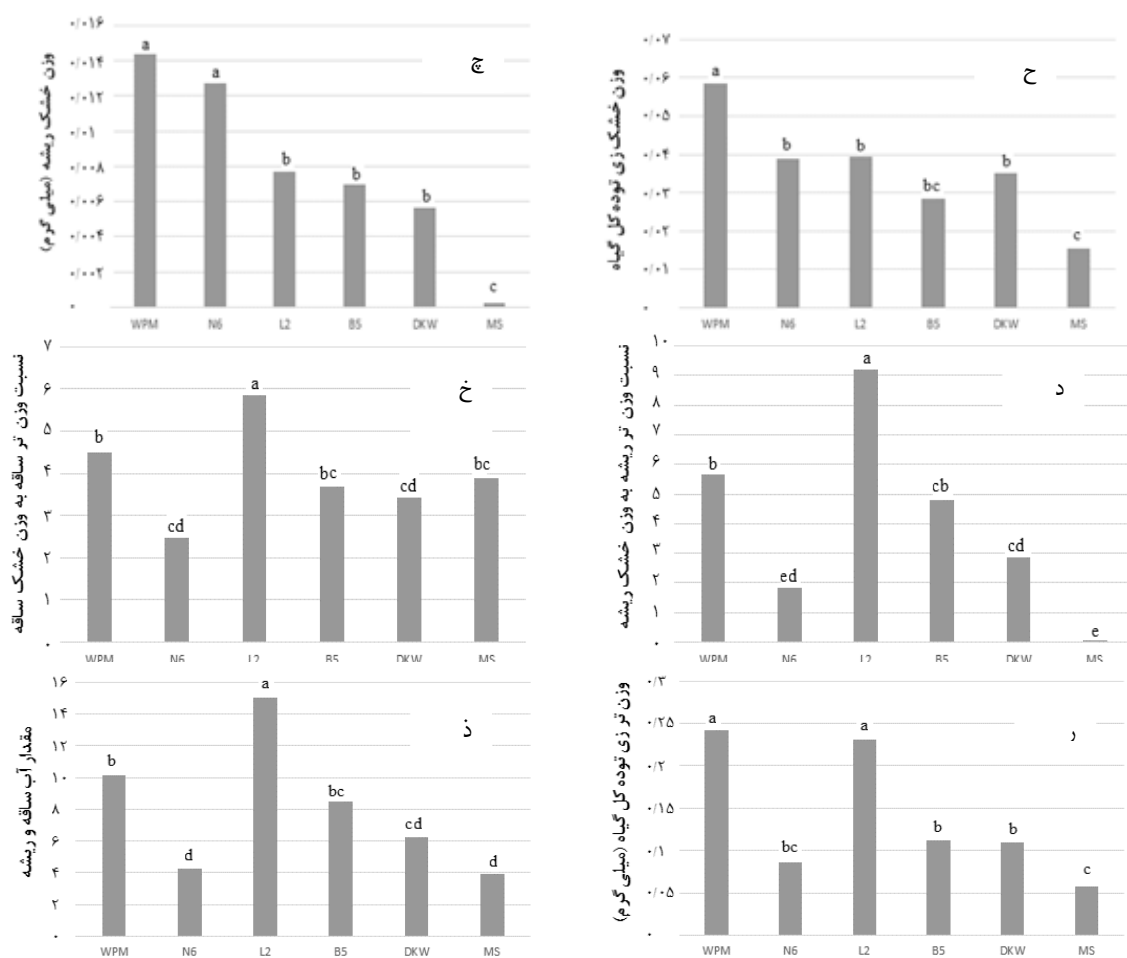 وزن خشک ریشه (میلی گرم)
۰/۰۱۶
۰/۰۱۴
۰/۰۱۲
۰/۰۱
۰/۰۰۸
۰/۰۰۶
۰/۰۰۴
۰/۰۰۲
۰
چ
a
a
b
b
b
c
WPM N6 L2 B5 DKW MS
وزن خشک زی توده کل گیاه
۰/۰۷
۰/۰۶
۰/۰۵
۰/۰۴
۰/۰۳
۰/۰۲
۰/۰۱
۰
ح
a
b
b
bc
b
c
WPM N6 L2 B5 DKW MS
نسبت وزن تر ساقه به وزن خشک ساقه
۷
۶
۵
۴
۳
۲
۱
۰
خ
b
cd
a
bc
cd
bc
WPM N6 L2 B5 DKW MS
نسبت وزن تر ریشه به وزن خشک ریشه
۱۰
۹
۸
۷
۶
۵
۴
۳
۲
۱
۰
د
b
ed
a
cb
cd
e
WPM N6 L2 B5 DKW MS
مقدار آب ساقه و ریشه
۱۶
۱۴
۱۲
۱۰
۸
۶
۴
۲
۰
ذ
b
d
a
bc
cd
d
WPM N6 L2 B5 DKW MS
وزن تر زی توده کل گیاه (میلی گرم)
۰/۳
۰/۲۵
۰/۲
۰/۱۵
۰/۱
۰/۰۵
۰
ر
a
bc
a
b
b
c
WPM N6 L2 B5 DKW MS